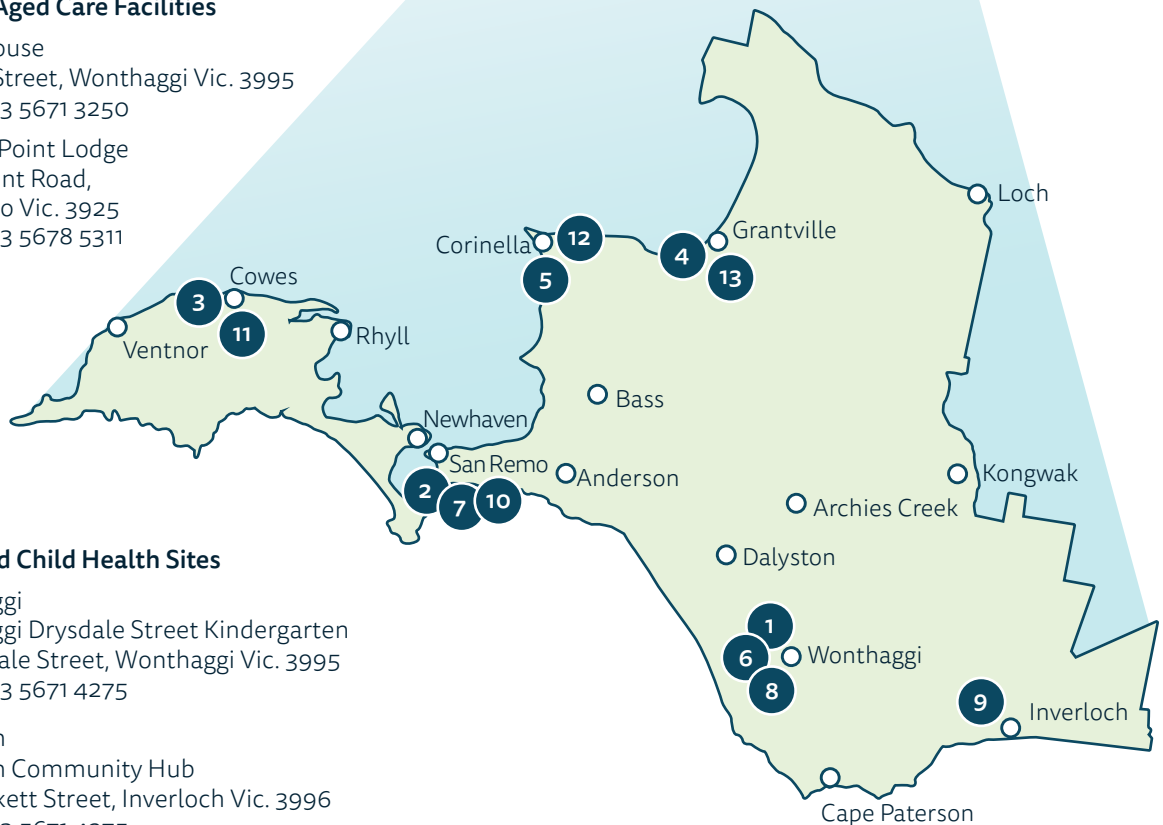 Aged Care Facilities
ouse
Street, Wonthaggi Vic. 3995
3 5671 3250
Point Lodge
nt Road,
o Vic. 3925
3 5678 5311
d Child Health Sites
ggi
ggi Drysdale Street Kindergarten
ale Street, Wonthaggi Vic. 3995
3 5671 4275
n
n Community Hub
kett Street, Inverloch Vic. 3996
Loch
Grantville
Corinella
12
4
5
13
Cowes
3
11
Rhyll
Ventnor
Bass
Newhaven
San Remo
Anderson
2
7
10
Kongwak
Archies Creek
Dalyston
1
6
Wonthaggi
8
9
Inverloch
Cape Paterson